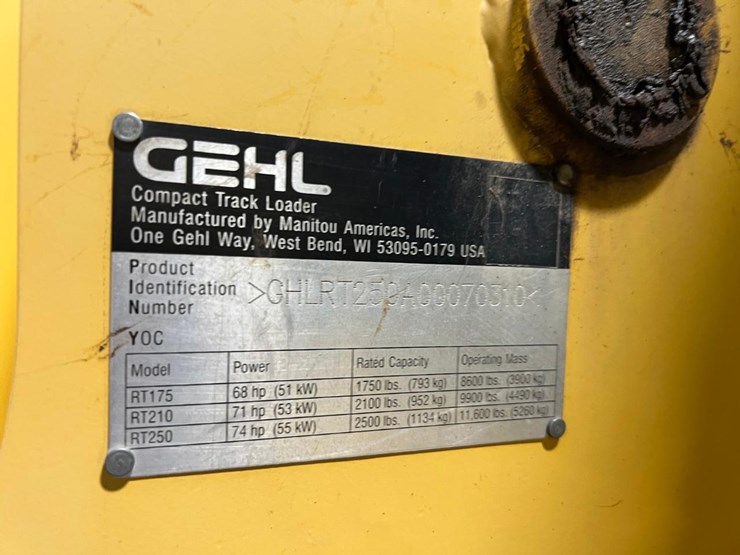 GEHL
Compact Track Loader
Manufactured by Manitou Americas, Inc.
One Gehl Way, West Bend, WI 53095-0179 USA
Product
Identification >GHLRT250A00070310<
Number
YOC
Model Power Rated Capacity Operating Mass
RT175 68 hp (51 kW) 1750 lbs. (793 kg) 8600 lbs. (3900 kg)
RT210 71 hp (53 kW) 2100 lbs. (952 kg) 9900 lbs. (4490 kg)
RT250 74 hp (55 kW) 2500 lbs. (1134 kg) 11,600 lbs. (5260 kg)